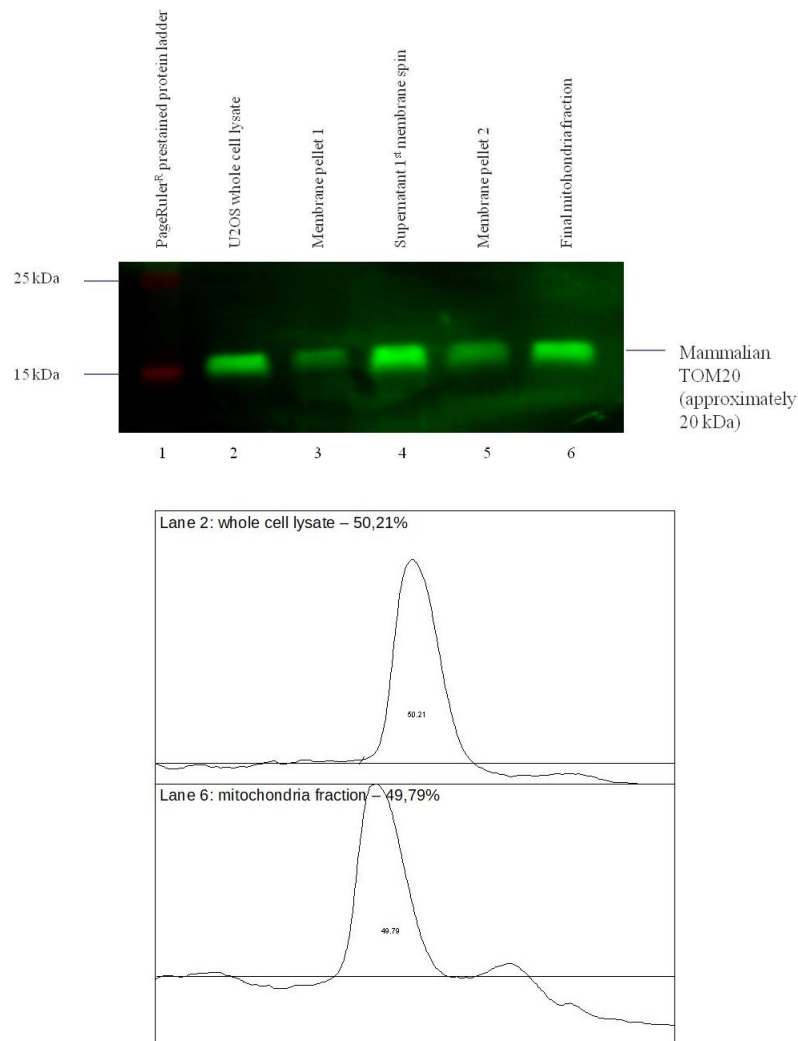 PageRulerᴿ prestained protein ladder
U2OS whole cell lysate
Membrane pellet 1
Supernatant 1ˢᵗ membrane spin
Membrane pellet 2
Final mitohondria fraction
25 kDa
15 kDa
Mammalian
TOM20
(approximately
20 kDa)
1 2 3 4 5 6
Lane 2: whole cell lysate – 50,21%
50.21
Lane 6: mitochondria fraction – 49,79%
49.79